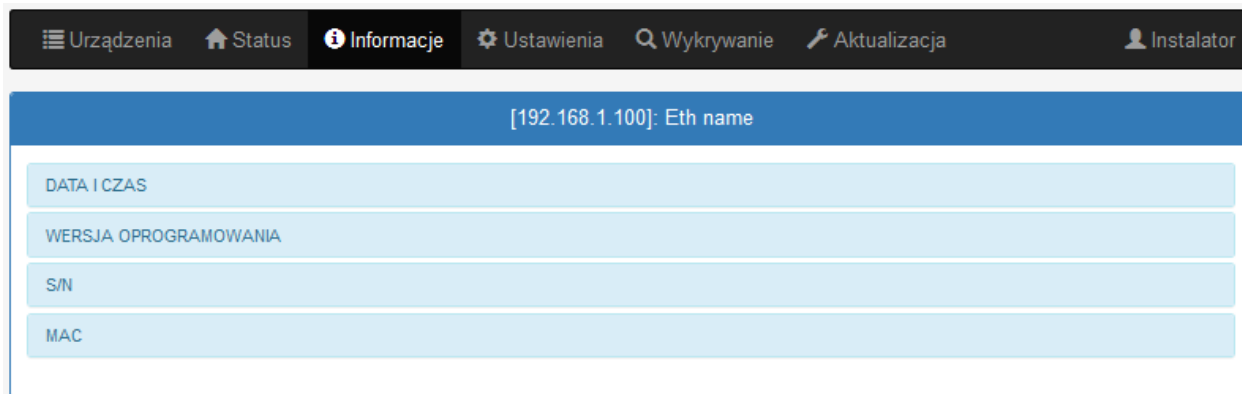 Urządzenia Status Informacje Ustawienia Wykrywanie Aktualizacja Instalator
[192.168.1.100]: Eth name
DATA I CZAS
WERSJA OPROGRAMOWANIA
S/N
MAC